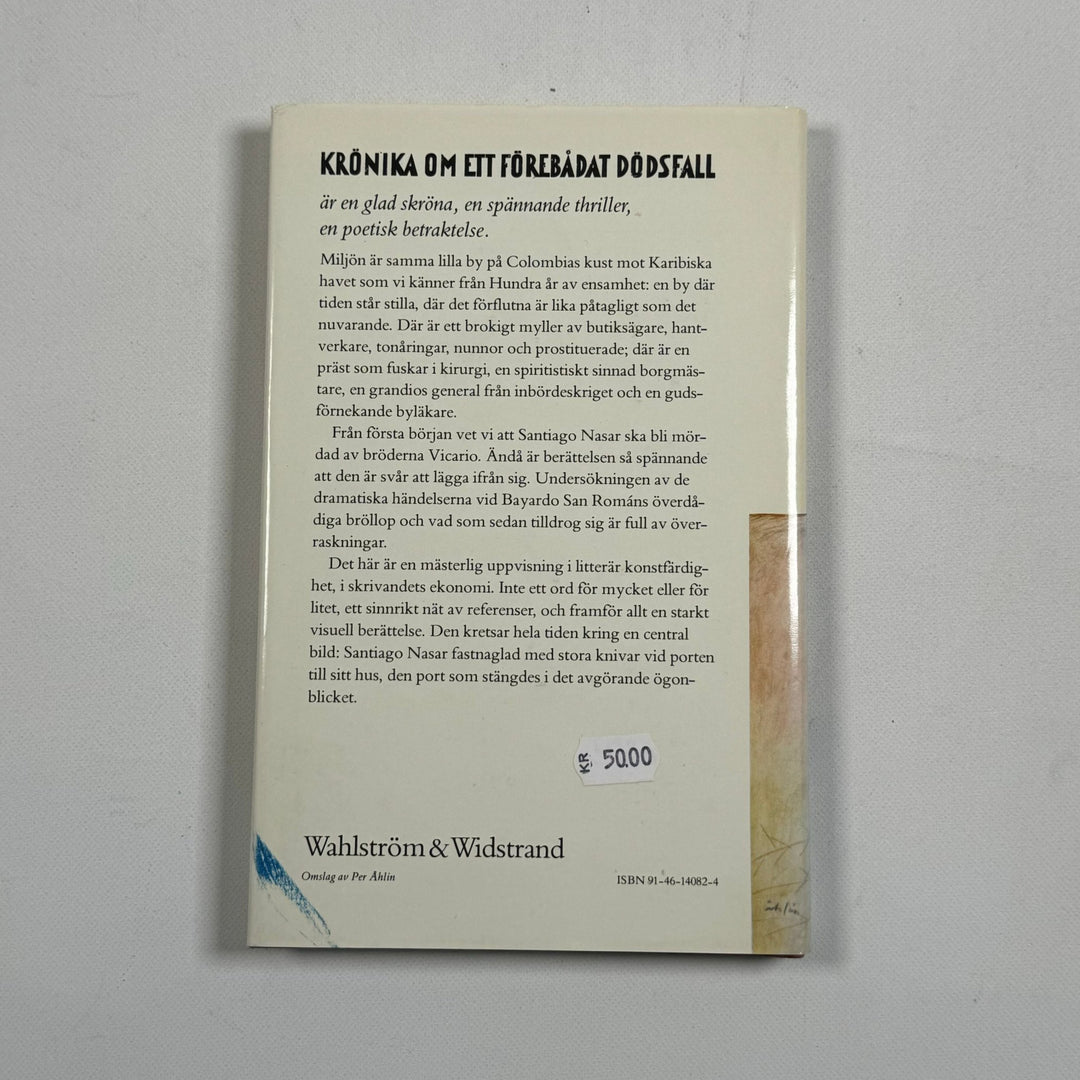 KRÖNIKA OM ETT FÖREBÅDAT DÖDSFALL
är en glad skröna, en spännande thriller,
en poetisk betraktelse.
Miljön är samma lilla by på Colombias kust mot Karibiska
havet som vi känner från Hundra år av ensamhet: en by där
tiden står stilla, där det förflutna är lika påtagligt som det
nuvarande. Där är ett brokigt myller av butiksägare, hant-
verkare, tonåringar, nunnor och prostituerade; där är en
präst som fuskar i kirurgi, en spiritistiskt sinnad borgmäs-
tare, en grandios general från inbördeskriget och en guds-
förnekande byläkare.
Från första början vet vi att Santiago Nasar ska bli mör-
dad av bröderna Vicario. Ändå är berättelsen så spännande
att den är svår att lägga ifrån sig. Undersökningen av de
dramatiska händelserna vid Bayardo San Románs överdå-
diga bröllop och vad som sedan tilldrog sig är full av över-
raskningar.
Det här är en mästerlig uppvisning i litterär konstfärdig-
het, i skrivandets ekonomi. Inte ett ord för mycket eller för
litet, ett sinnrikt nät av referenser, och framför allt en starkt
visuell berättelse. Den kretsar hela tiden kring en central
bild: Santiago Nasar fastnaglad med stora knivar vid porten
till sitt hus, den port som stängdes i det avgörande ögon-
blicket.
KR 50.00
Wahlström & Widstrand
Omslag av Per Åhlin
ISBN 91-46-14082-4